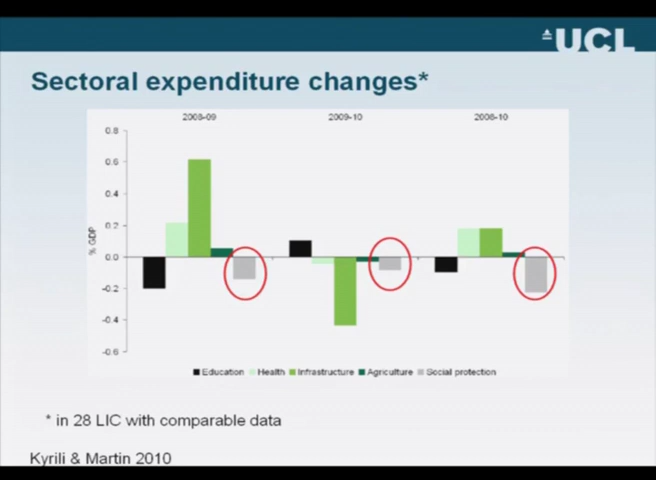 UCL
Sectoral expenditure changes*
2008-09 2009-10 2008-10
0.8
0.6
0.4
0.2
0.0
-0.2
-0.4
-0.6
% GDP
Education Health Infrastructure Agriculture Social protection
* in 28 LIC with comparable data
Kyrili & Martin 2010